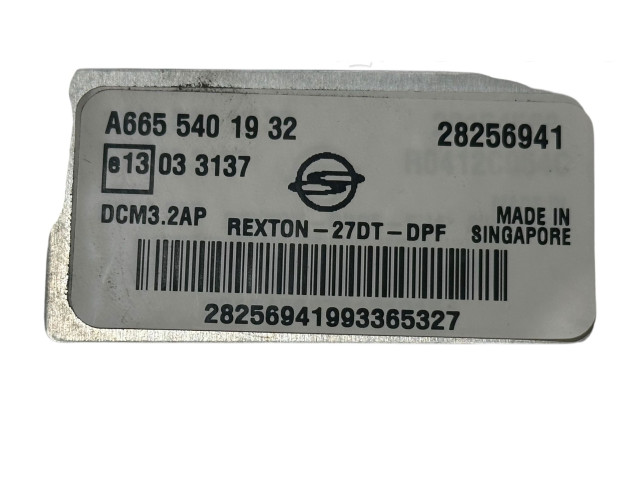 A665 540 19 32 28256941
e13 03 3137
DCM3.2AP REXTON-27DT-DPF MADE IN SINGAPORE
28256941993365327